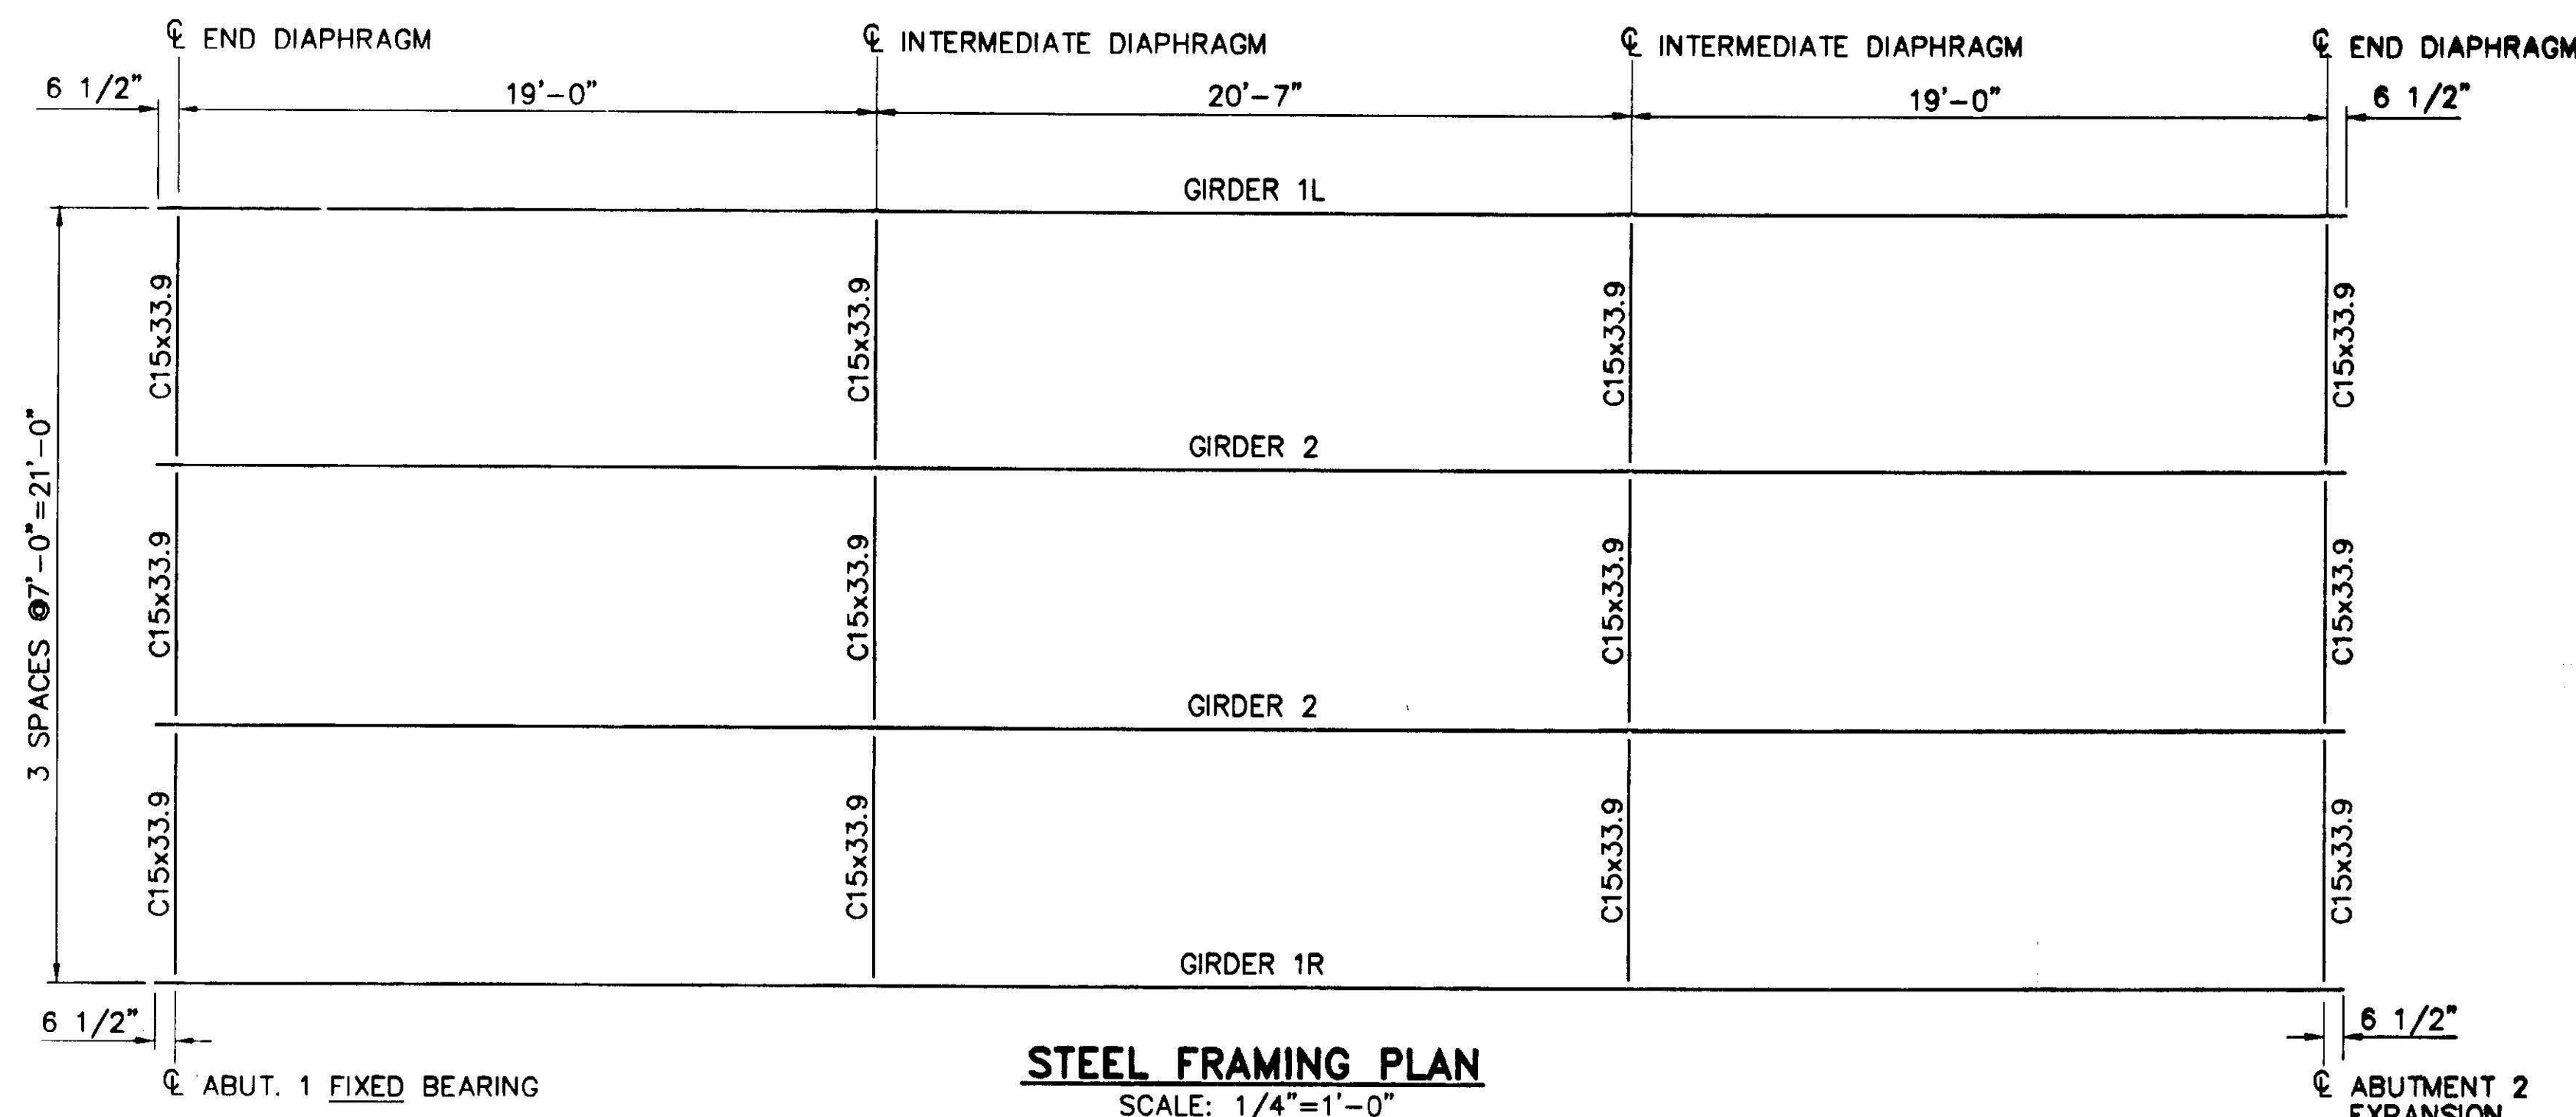 ℄ END DIAPHRAGM
℄ INTERMEDIATE DIAPHRAGM
℄ INTERMEDIATE DIAPHRAGM
℄ END DIAPHRAGM
6 1/2"
19'-0"
20'-7"
19'-0"
6 1/2"
GIRDER 1L
C15x33.9
C15x33.9
C15x33.9
C15x33.9
GIRDER 2
3 SPACES @7'-0"=21'-0"
C15x33.9
C15x33.9
C15x33.9
C15x33.9
GIRDER 2
C15x33.9
C15x33.9
C15x33.9
C15x33.9
GIRDER 1R
6 1/2"
6 1/2"
STEEL FRAMING PLAN
SCALE: 1/4"=1'-0"
℄ ABUT. 1 FIXED BEARING
℄ ABUTMENT 2
EXPANSION